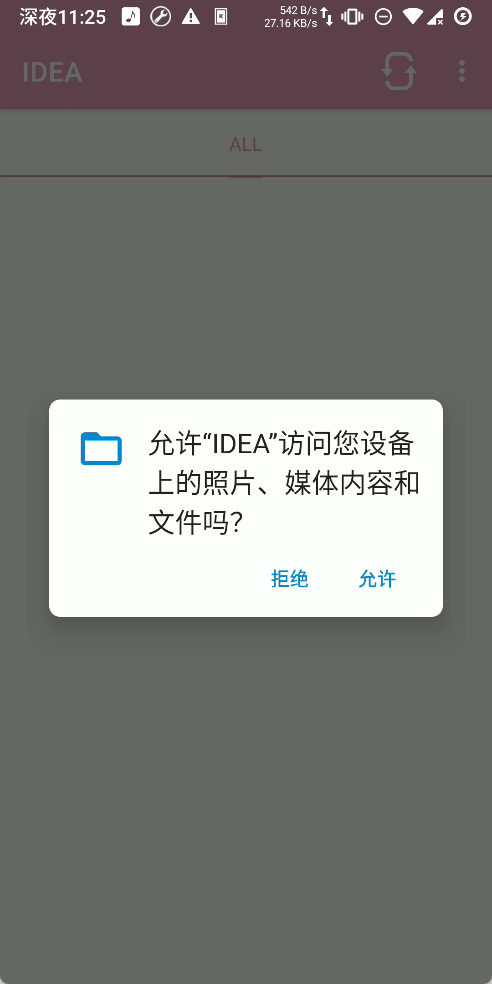 深夜11:25
542 B/s
27.16 KB/s
IDEA
ALL
允许“IDEA”访问您设备
上的照片、媒体内容和
文件吗？
拒绝 允许